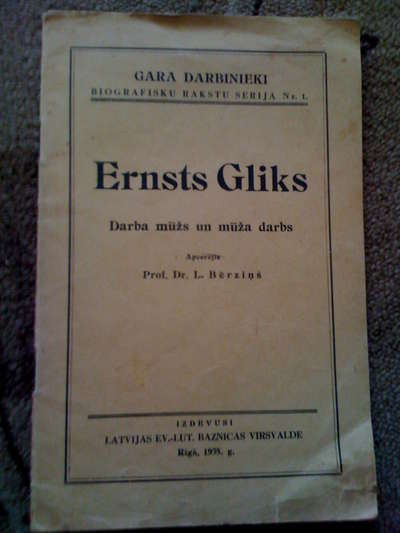 GARA DARBINIEKI
BIOGRAFISKU RAKSTU SERIJA Nr. 1.
Ernsts Gliks
Darba mūžs un mūža darbs
Apcerējis
Prof. Dr. L. Bērziņš
IZDEVUSI
LATVIJAS EV.-LUT. BAZNICAS VIRSVALDE
Rīgā, 1935. g.